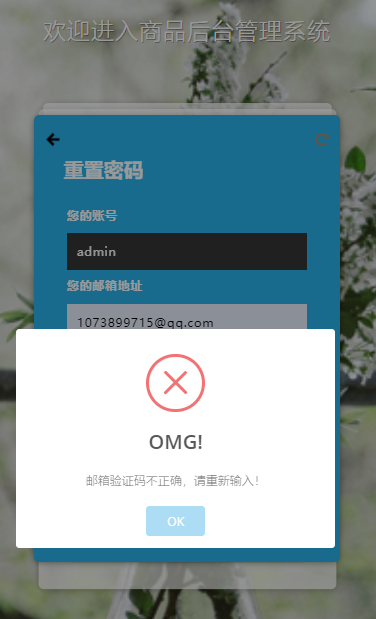 欢迎进入商品后台管理系统
重置密码
您的账号
admin
您的邮箱地址
1073899715@qq.com
OMG!
邮箱验证码不正确，请重新输入！
OK